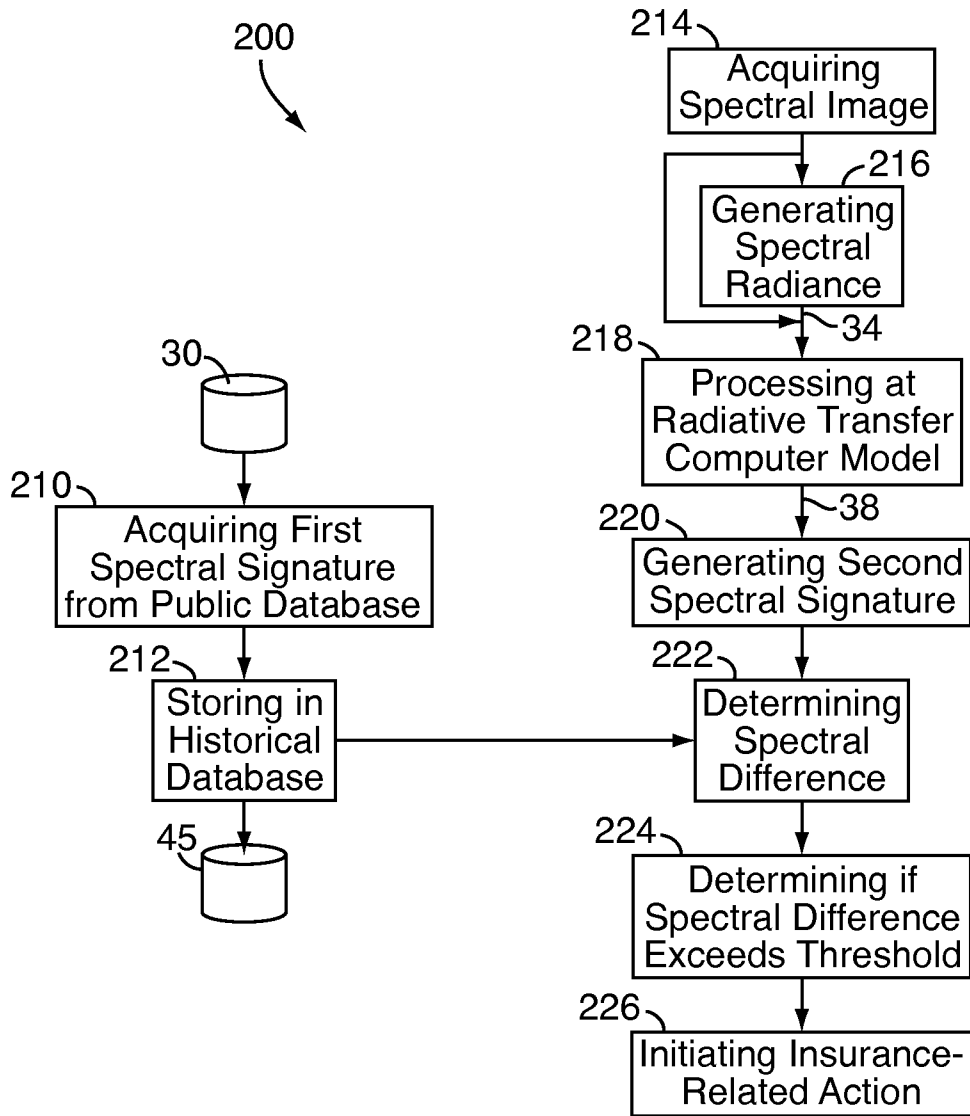 200
214
Acquiring
Spectral Image
216
Generating
Spectral
Radiance
34
218
Processing at
Radiative Transfer
Computer Model
38
30
210
Acquiring First
Spectral Signature
from Public Database
220
Generating Second
Spectral Signature
212
Storing in
Historical
Database
222
Determining
Spectral
Difference
45
224
Determining if
Spectral Difference
Exceeds Threshold
226
Initiating Insurance-
Related Action